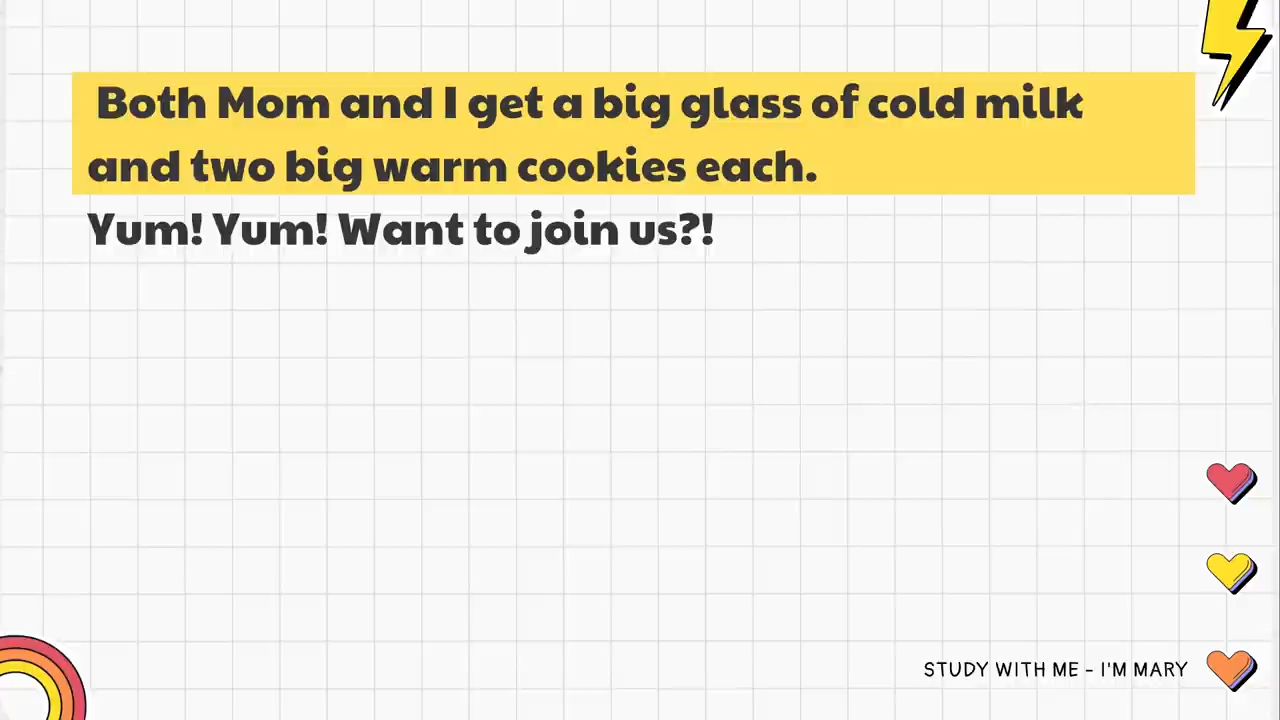 Both Mom and I get a big glass of cold milk
and two big warm cookies each.
Yum! Yum! Want to join us?!
STUDY WITH ME - I'M MARY